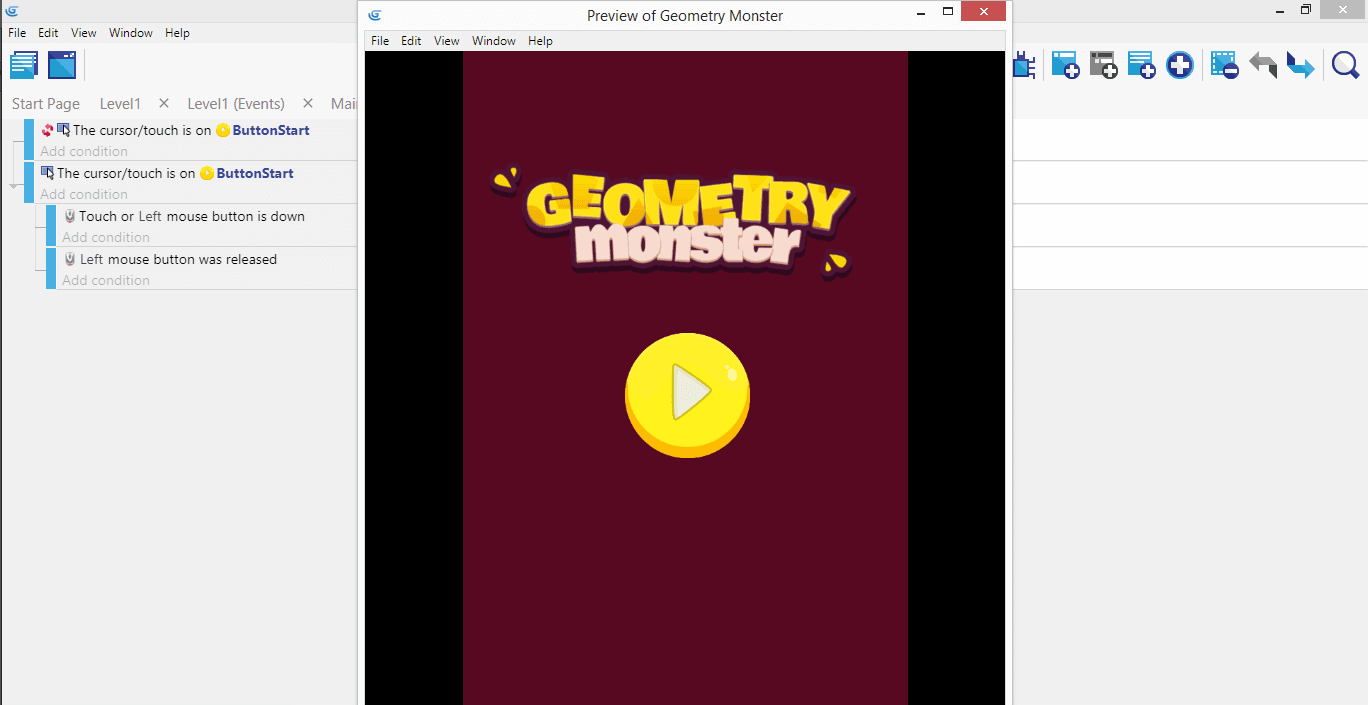 Preview of Geometry Monster
File Edit View Window Help
File Edit View Window Help
Start Page Level1 Level1 (Events)
The cursor/touch is on ButtonStart
Add condition
The cursor/touch is on ButtonStart
Add condition
Touch or Left mouse button is down
Add condition
Left mouse button was released
Add condition
GEOMETRY
monster